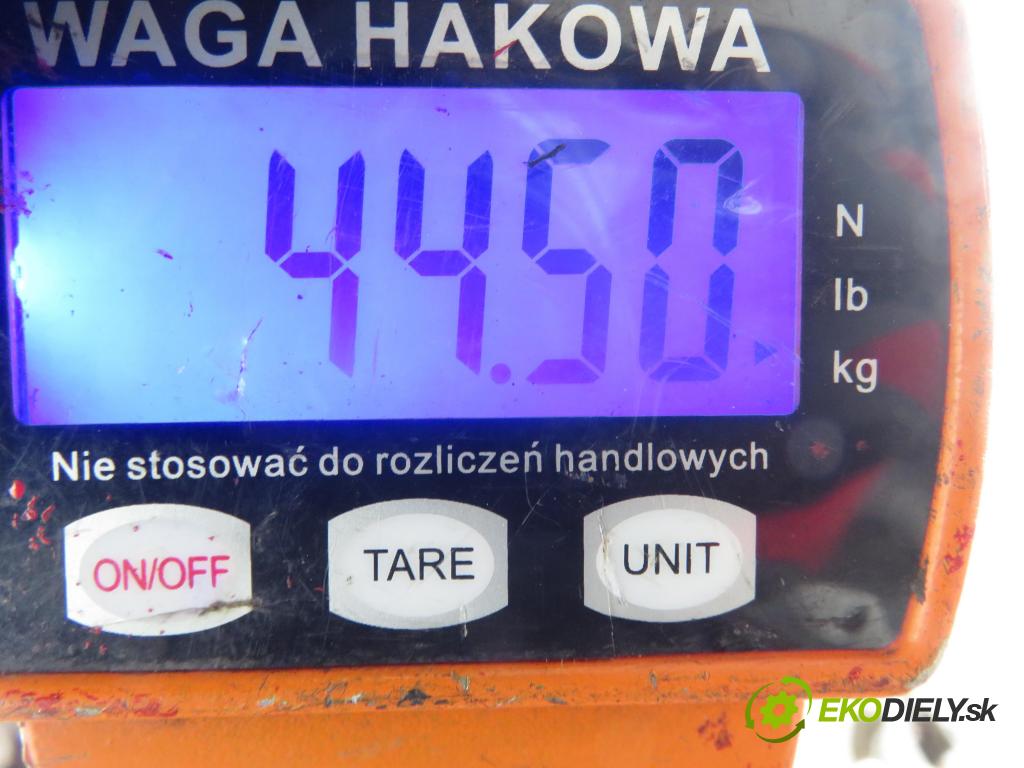 WAGA HAKOWA
44.50
N
lb
kg
Nie stosować do rozliczeń handlowych
ON/OFF TARE UNIT
EKODIELY.sk